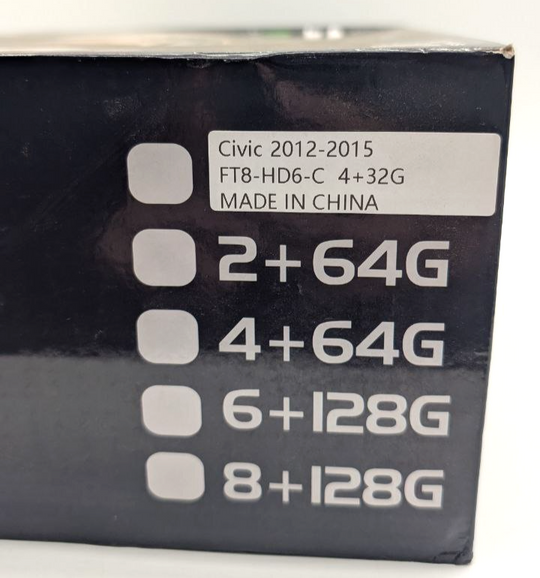 Civic 2012-2015
FT8-HD6-C 4+32G
MADE IN CHINA
2+64G
4+64G
6+128G
8+128G